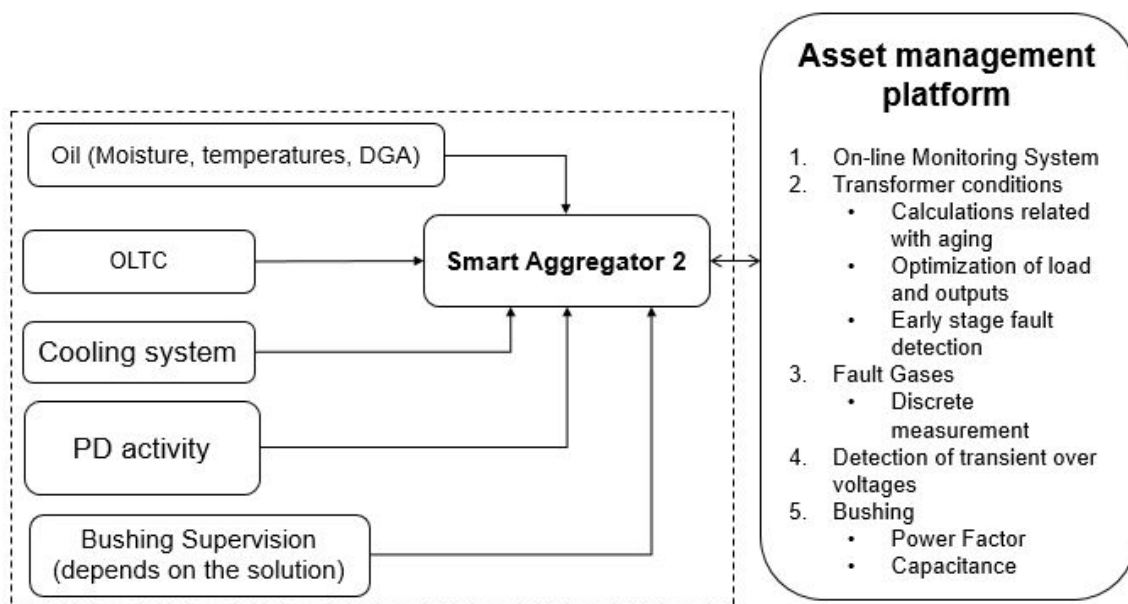 Oil (Moisture, temperatures, DGA)
OLTC
Cooling system
PD activity
Bushing Supervision
(depends on the solution)
Smart Aggregator 2
Asset management
platform
1. On-line Monitoring System
2. Transformer conditions
• Calculations related
with aging
• Optimization of load
and outputs
• Early stage fault
detection
3. Fault Gases
• Discrete
measurement
4. Detection of transient over
voltages
5. Bushing
• Power Factor
• Capacitance